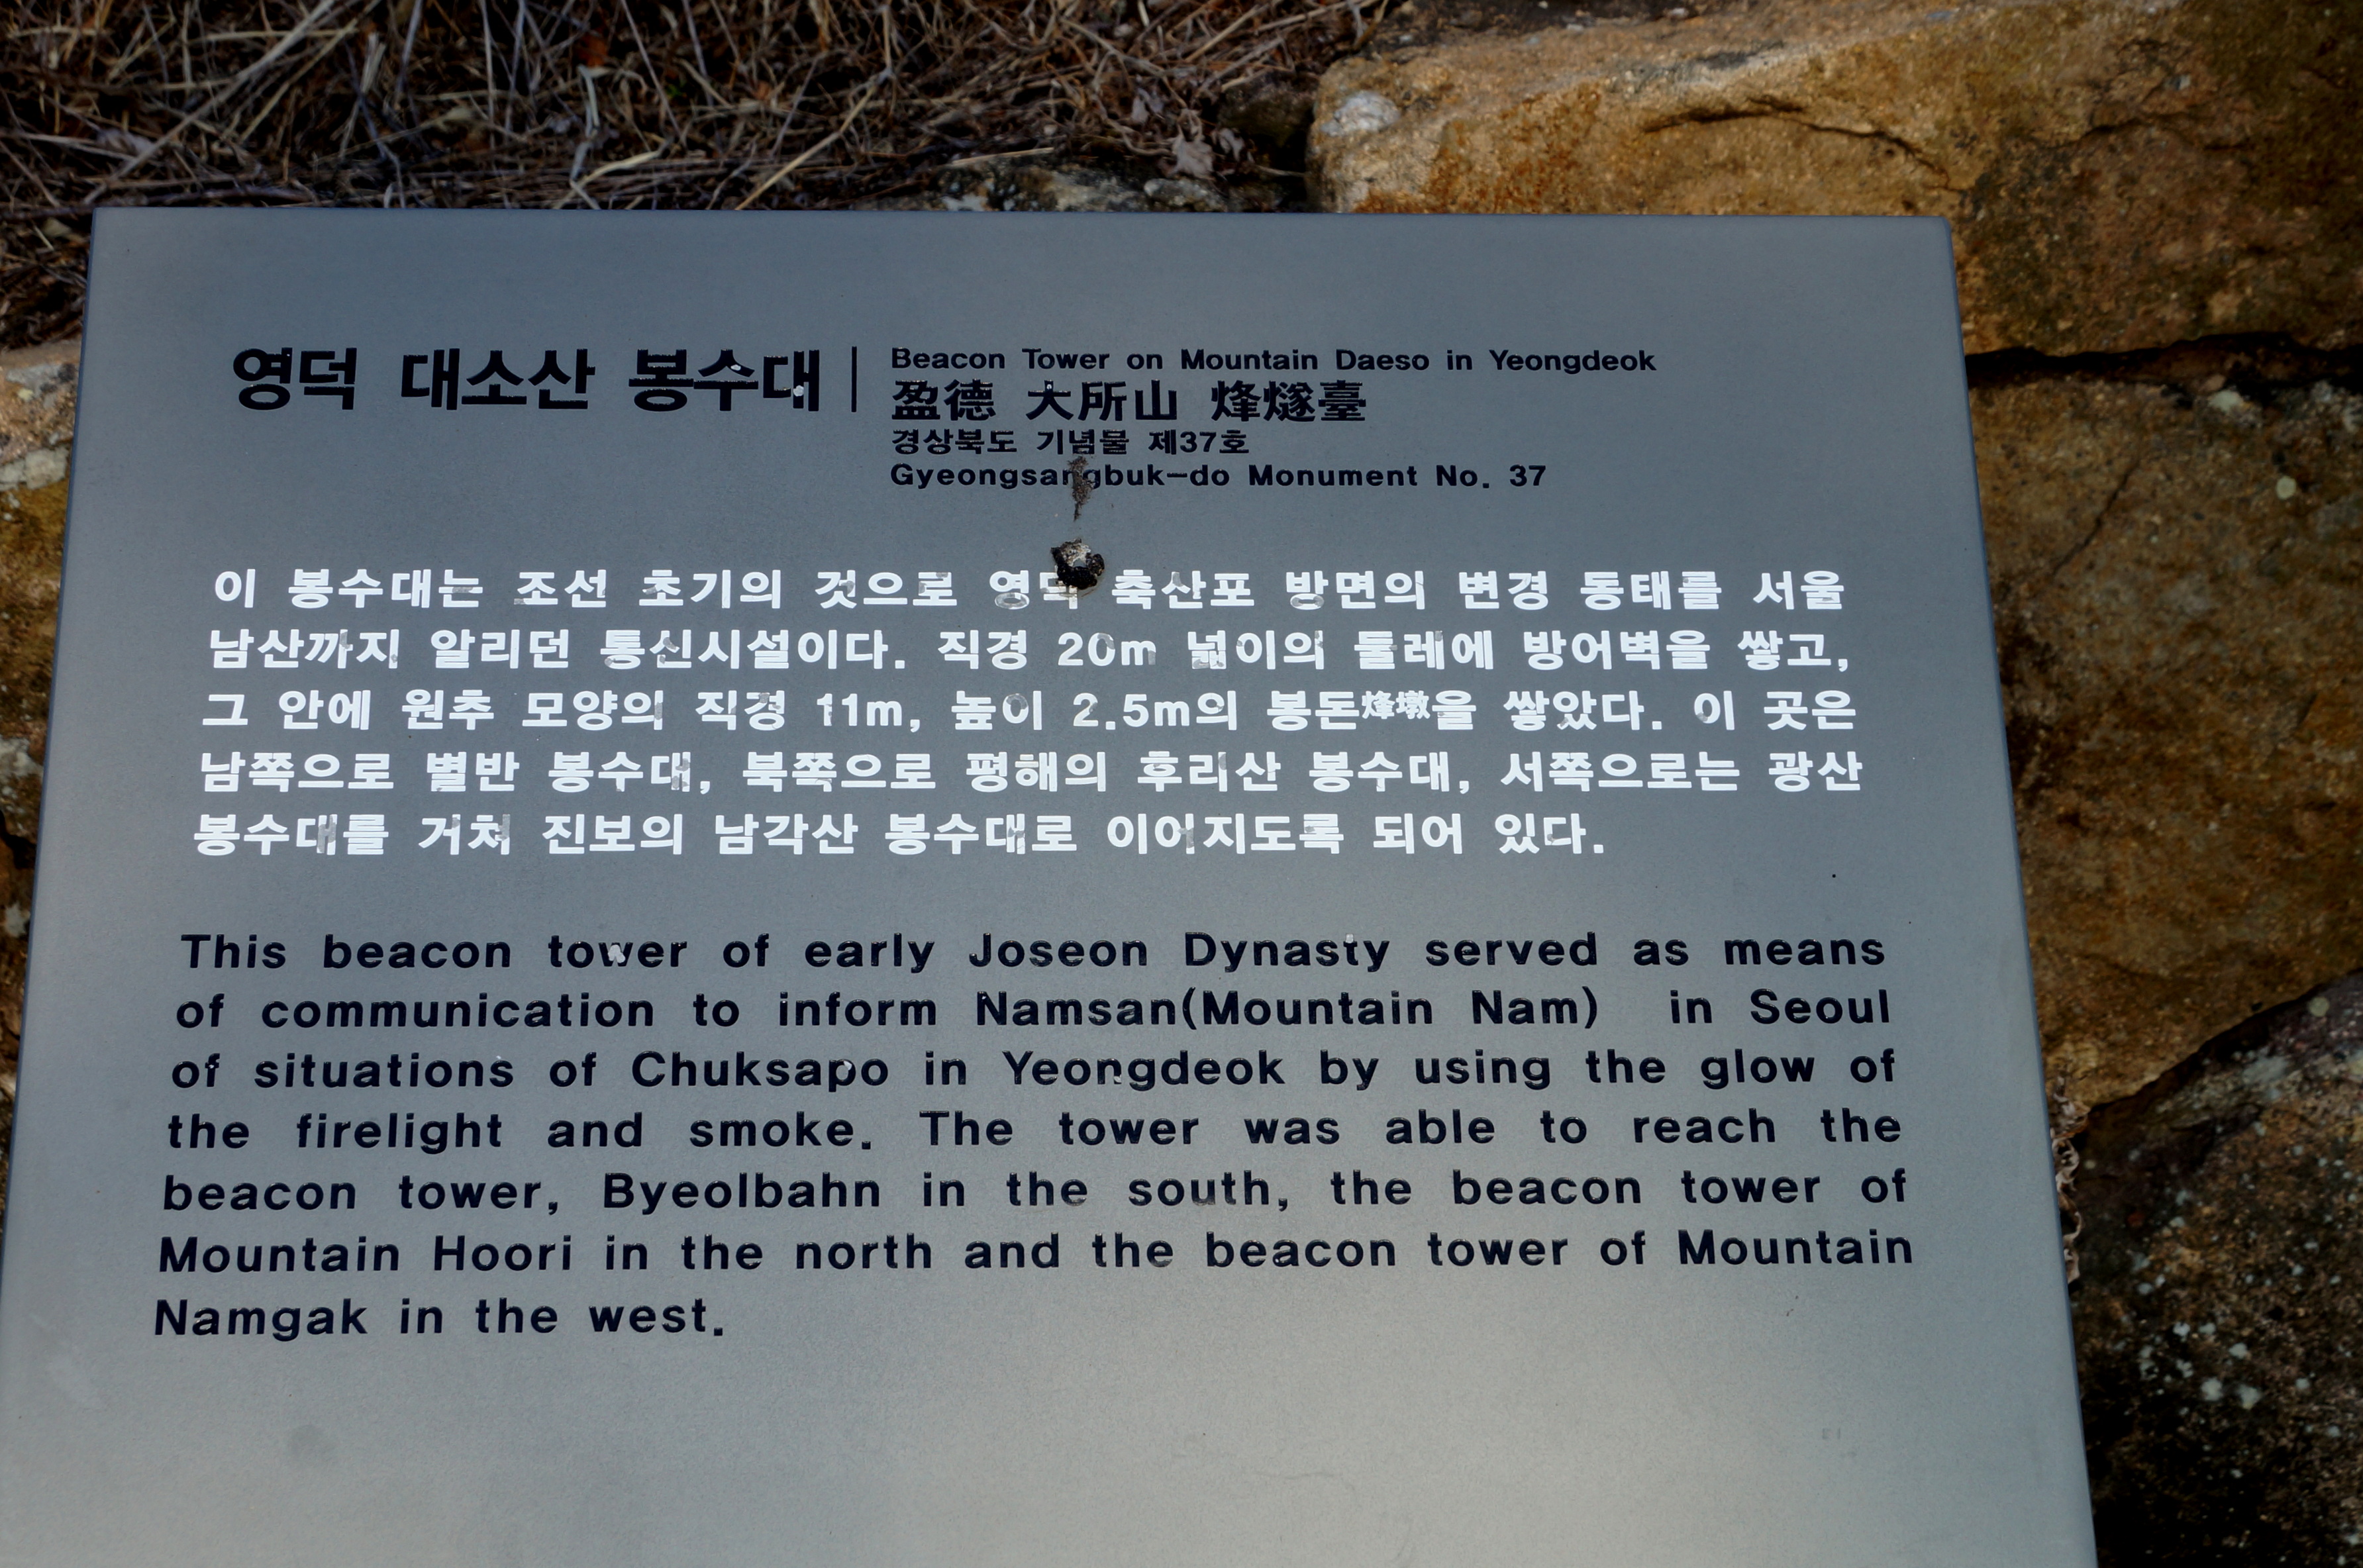 영덕 대소산 봉수대
Beacon Tower on Mountain Daeso in Yeongdeok
盈德 大所山 烽燧臺
경상북도 기념물 제37호
Gyeongsangbuk-do Monument No. 37
이 봉수대는 조선 초기의 것으로 영덕 축산포 방면의 변경 동태를 서울
남산까지 알리던 통신시설이다. 직경 20m 넓이의 둘레에 방어벽을 쌓고,
그 안에 원추 모양의 직경 11m, 높이 2.5m의 봉돈烽墩을 쌓았다. 이 곳은
남쪽으로 별반 봉수대, 북쪽으로 평해의 후리산 봉수대, 서쪽으로는 광산
봉수대를 거쳐 진보의 남각산 봉수대로 이어지도록 되어 있다.
This beacon tower of early Joseon Dynasty served as means
of communication to inform Namsan(Mountain Nam) in Seoul
of situations of Chuksapo in Yeongdeok by using the glow of
the firelight and smoke. The tower was able to reach the
beacon tower, Byeolbahn in the south, the beacon tower of
Mountain Hoori in the north and the beacon tower of Mountain
Namgak in the west.